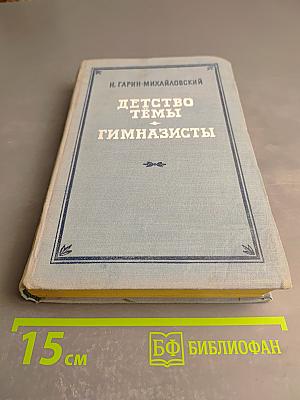 Н. ГАРИН-МИХАЙЛОВСКИЙ
ДЕТСТВО
ТЁМЫ
ГИМНАЗИСТЫ
15 см
БФ БИБЛИОФАН